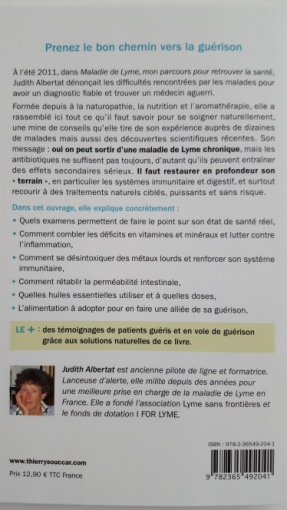 Prenez le bon chemin vers la guérison
À l'été 2011, dans Maladie de Lyme, mon parcours pour retrouver la santé,
Judith Albertat dénonçait les difficultés rencontrées par les malades pour
avoir un diagnostic fiable et trouver un médecin aguerri.
Formée depuis à la naturopathie, la nutrition et l'aromathérapie, elle a
rassemblé ici tout ce qu'il faut savoir pour se soigner naturellement,
une mine de conseils qu'elle tire de son expérience auprès de dizaines
de malades mais aussi des découvertes scientifiques récentes. Son
message : oui on peut sortir d'une maladie de Lyme chronique, mais les
antibiotiques ne suffisent pas toujours, d'autant qu'ils peuvent entraîner
des effets secondaires sérieux. Il faut restaurer en profondeur son
« terrain », en particulier les systèmes immunitaire et digestif, et surtout
recourir à des traitements naturels ciblés, puissants et sans risque.
Dans cet ouvrage, elle explique concrètement :
• Quels examens permettent de faire le point sur son état de santé réel,
• Comment combler les déficits en vitamines et minéraux et lutter contre
l'inflammation,
• Comment se désintoxiquer des métaux lourds et renforcer son système
immunitaire,
• Comment rétablir la perméabilité intestinale,
• Quelles huiles essentielles utiliser et à quelles doses,
• L'alimentation à adopter pour en faire une alliée de sa guérison.
LE + : des témoignages de patients guéris et en voie de guérison
grâce aux solutions naturelles de ce livre.
Judith Albertat est ancienne pilote de ligne et formatrice.
Lanceuse d'alerte, elle milite depuis des années pour
une meilleure prise en charge de la maladie de Lyme en
France. Elle a fondé l'association Lyme sans frontières et
le fonds de dotation I FOR LYME.
ISBN : 978-2-36549-204-1
www.thierrysouccar.com
Prix 12,90 € TTC France
9 782365 492041